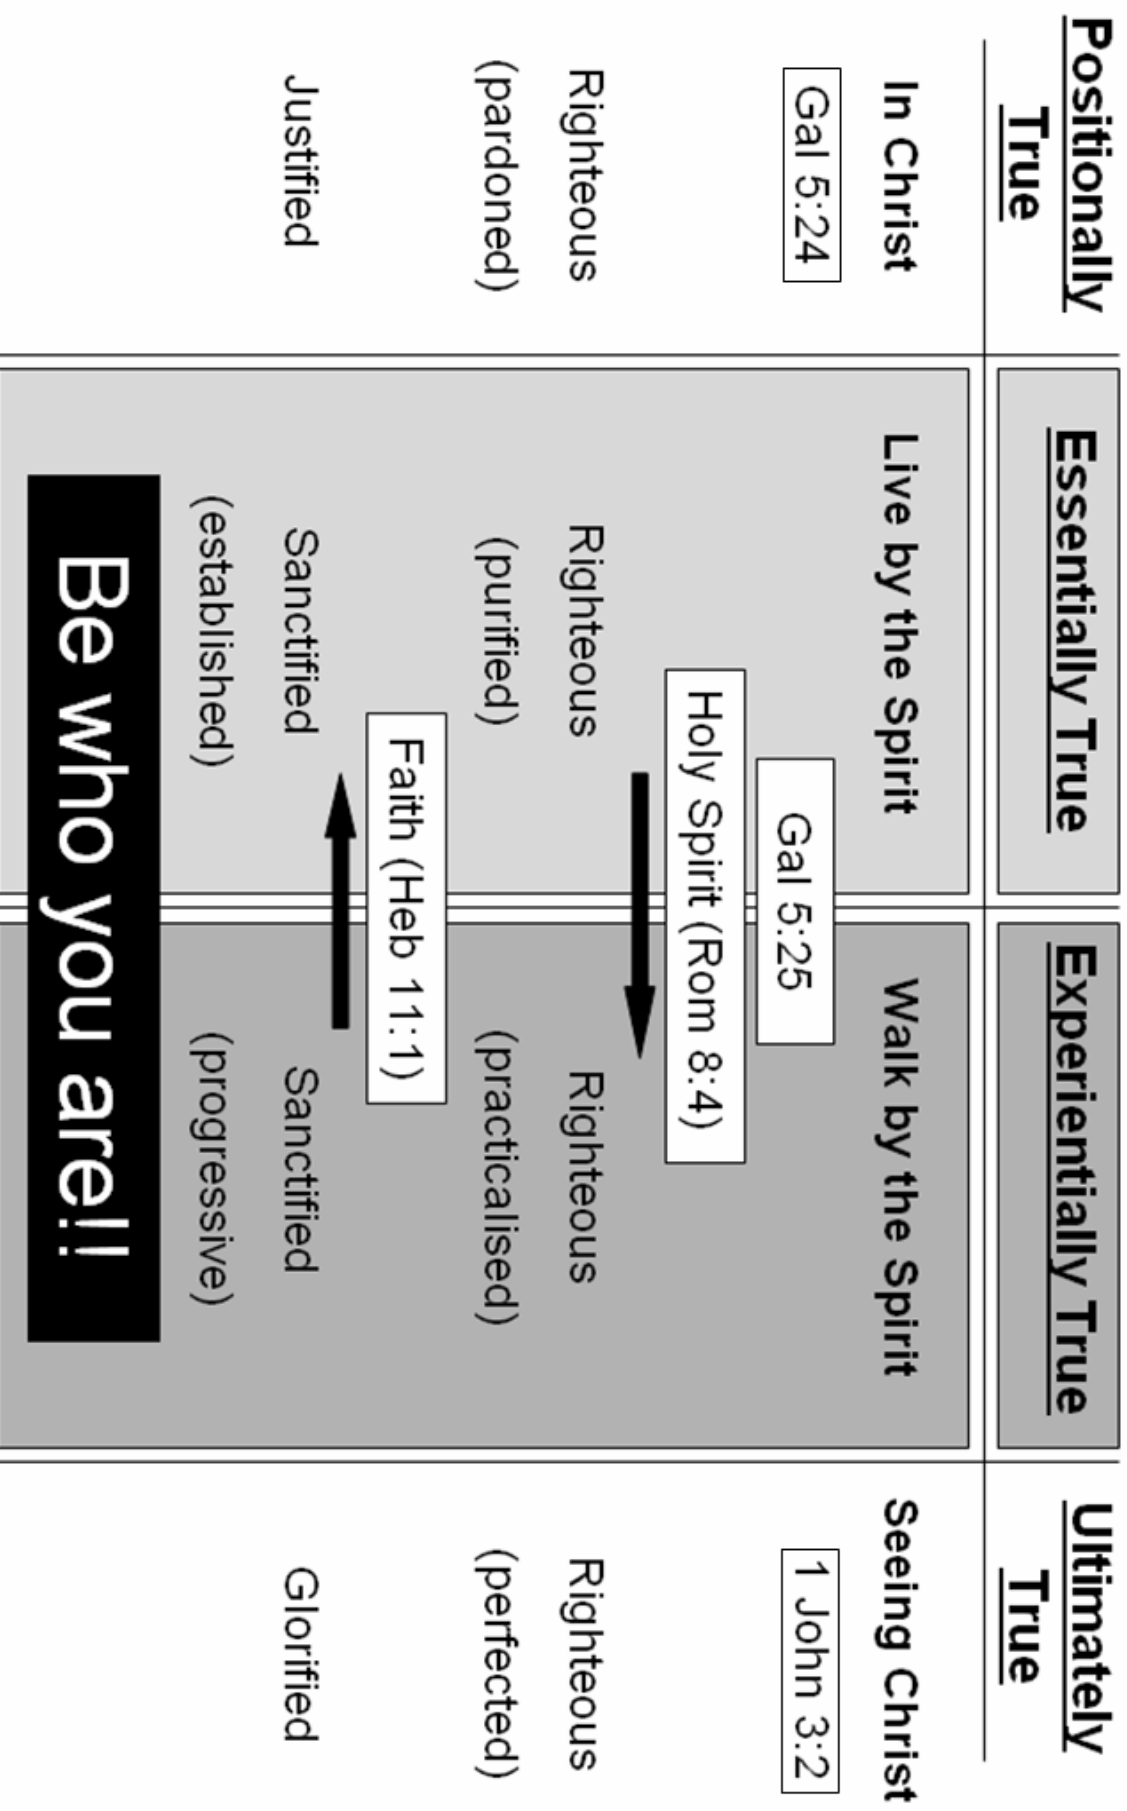 Positionally
True
Essentially True
Experientially True
Ultimately
True
In Christ
Live by the Spirit
Walk by the Spirit
Seeing Christ
Gal 5:24
Gal 5:25
1 John 3:2
Holy Spirit (Rom 8:4)
Righteous
(pardoned)
Righteous
(purified)
Righteous
(practicalised)
Righteous
(perfected)
Faith (Heb 11:1)
Justified
Sanctified
(established)
Sanctified
(progressive)
Glorified
Be who you are!!